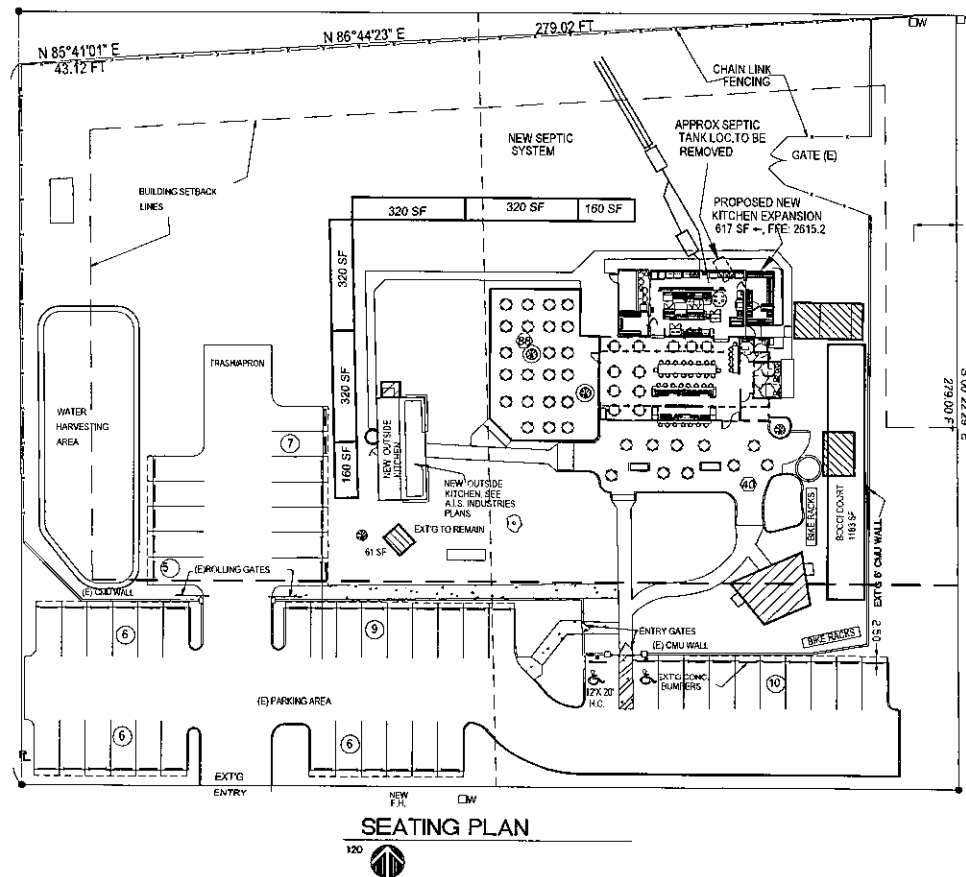 N 85°41'01" E
43.12 FT
N 86°44'23" E
279.02 FT
W
CHAIN LINK
FENCING
NEW SEPTIC
SYSTEM
APPROX SEPTIC
TANK LOC. TO BE
REMOVED
GATE (E)
BUILDING SETBACK
LINES
PROPOSED NEW
KITCHEN EXPANSION
617 SF +-, FFE: 2615.2
320 SF
320 SF
160 SF
320 SF
320 SF
160 SF
88
279.00 FT
TRASH/APRON
WATER
HARVESTING
AREA
7
NEW OUTSIDE
KITCHEN
NEW OUTSIDE
KITCHEN, SEE
A.I.S. INDUSTRIES
PLANS
EXT'G TO REMAIN
61 SF
40
BIKE RACKS
BOCCI COURT
1183 SF
EXT'G 6' CMU WALL
2.50
5
(E)ROLLING GATES
(E) CMU WALL
6
9
ENTRY GATES
(E) CMU WALL
BIKE RACKS
12'X 20'
H.C.
EXT'G CONC.
BUMPERS
10
(E) PARKING AREA
6
6
EXT'G
ENTRY
NEW
F.H.
W
SEATING PLAN
120